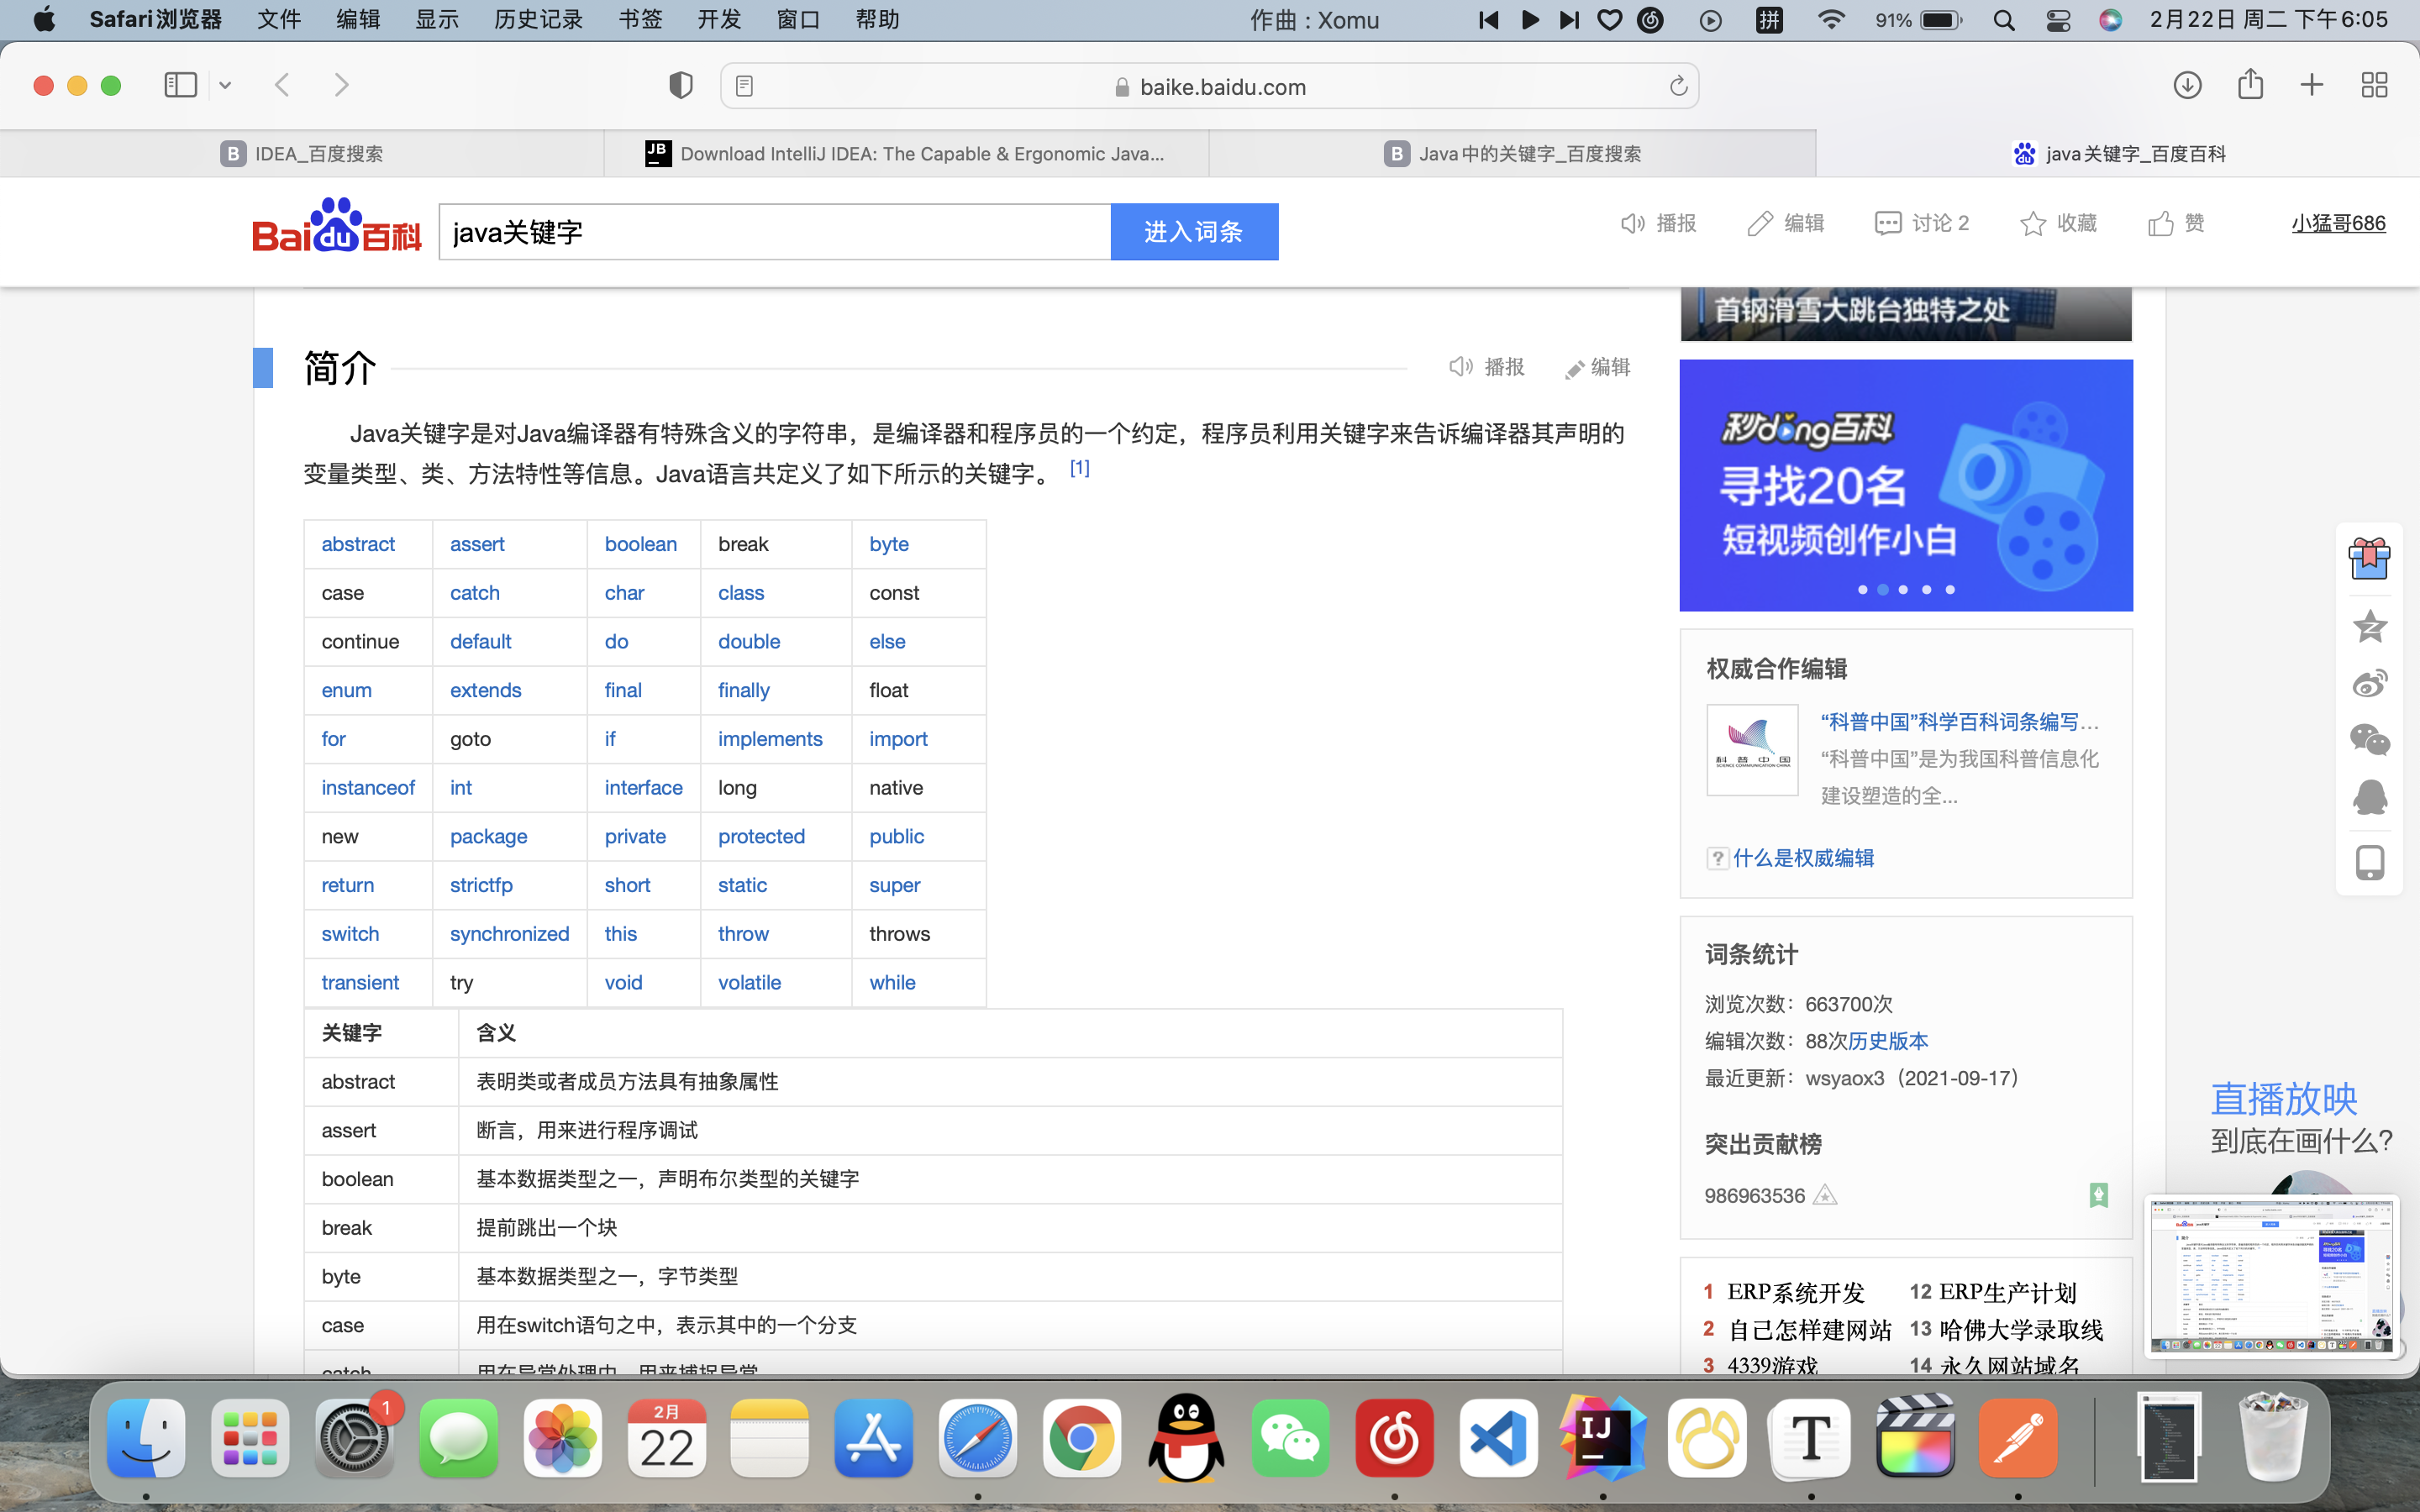 Safari浏览器 文件 编辑 显示 历史记录 书签 开发 窗口 帮助 作曲 : Xomu 拼 91% 2月22日 周二 下午6:05
baike.baidu.com
B IDEA_百度搜索
JB Download IntelliJ IDEA: The Capable & Ergonomic Java...
B Java中的关键字_百度搜索
du java关键字_百度百科
Bai du 百科 java关键字 进入词条 播报 编辑 讨论 2 收藏 赞 小猛哥686
首钢滑雪大跳台独特之处
简介 播报 编辑
Java关键字是对Java编译器有特殊含义的字符串，是编译器和程序员的一个约定，程序员利用关键字来告诉编译器其声明的
变量类型、类、方法特性等信息。Java语言共定义了如下所示的关键字。 [1]
abstract assert boolean break byte
case catch char class const
continue default do double else
enum extends final finally float
for goto if implements import
instanceof int interface long native
new package private protected public
return strictfp short static super
switch synchronized this throw throws
transient try void volatile while
关键字 含义
abstract 表明类或者成员方法具有抽象属性
assert 断言，用来进行程序调试
boolean 基本数据类型之一，声明布尔类型的关键字
break 提前跳出一个块
byte 基本数据类型之一，字节类型
case 用在switch语句之中，表示其中的一个分支
catch 用在异常处理中，用来捕捉异常
秒dong百科
寻找20名
短视频创作小白
权威合作编辑
“科普中国”科学百科词条编写...
“科普中国”是为我国科普信息化
建设塑造的全...
科普中国
SCIENCE COMMUNICATION CHINA
? 什么是权威编辑
词条统计
浏览次数：663700次
编辑次数：88次历史版本
最近更新：wsyaox3（2021-09-17）
突出贡献榜
986963536
1 ERP系统开发 12 ERP生产计划
2 自己怎样建网站 13 哈佛大学录取线
3 4339游戏 14 永久网站域名
直播放映
到底在画什么?
1
2月
22
IJ
T